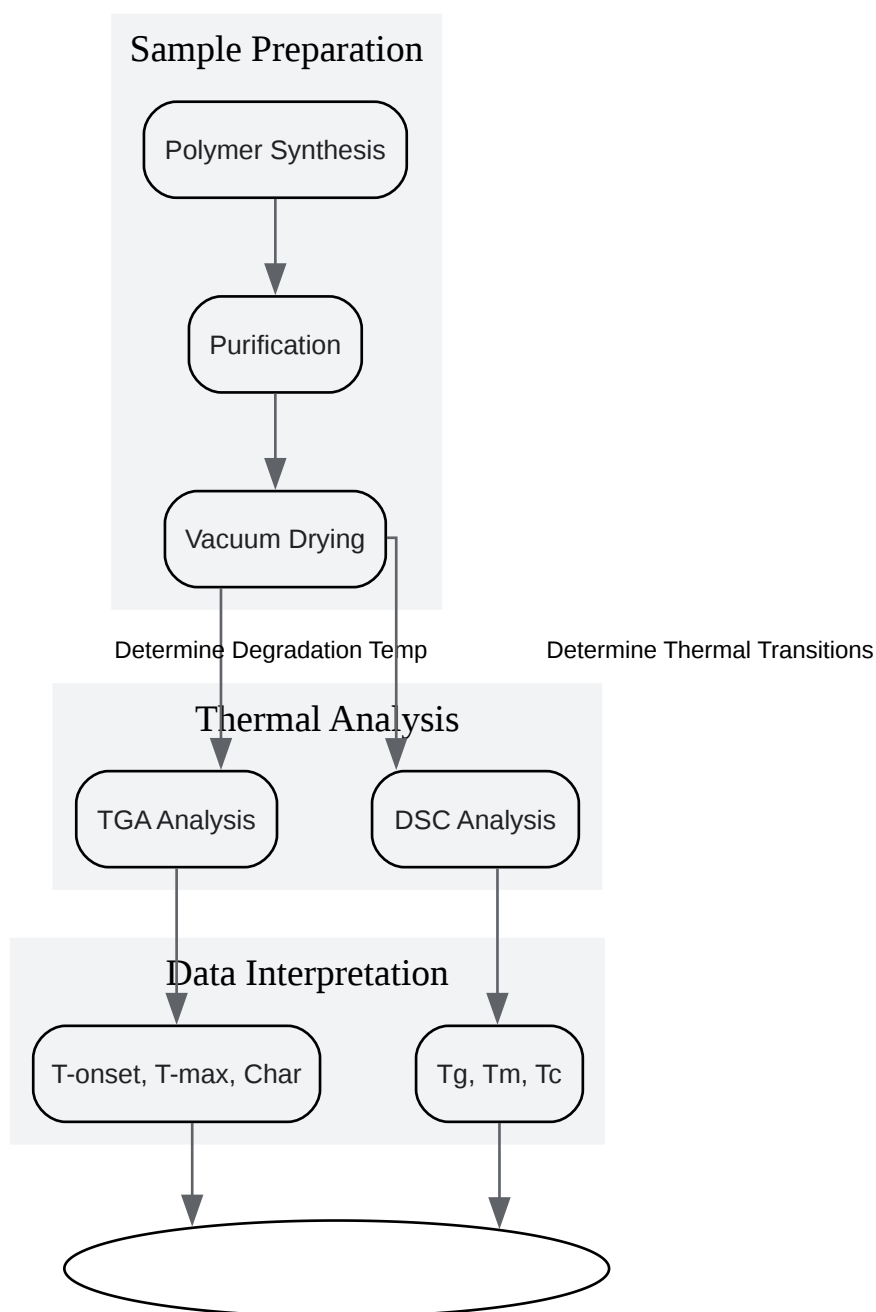 Sample Preparation
Polymer Synthesis
Purification
Vacuum Drying
Determine Degradation Temp
Determine Thermal Transitions
Thermal Analysis
TGA Analysis
DSC Analysis
Data Interpretation
T-onset, T-max, Char
Tg, Tm, Tc